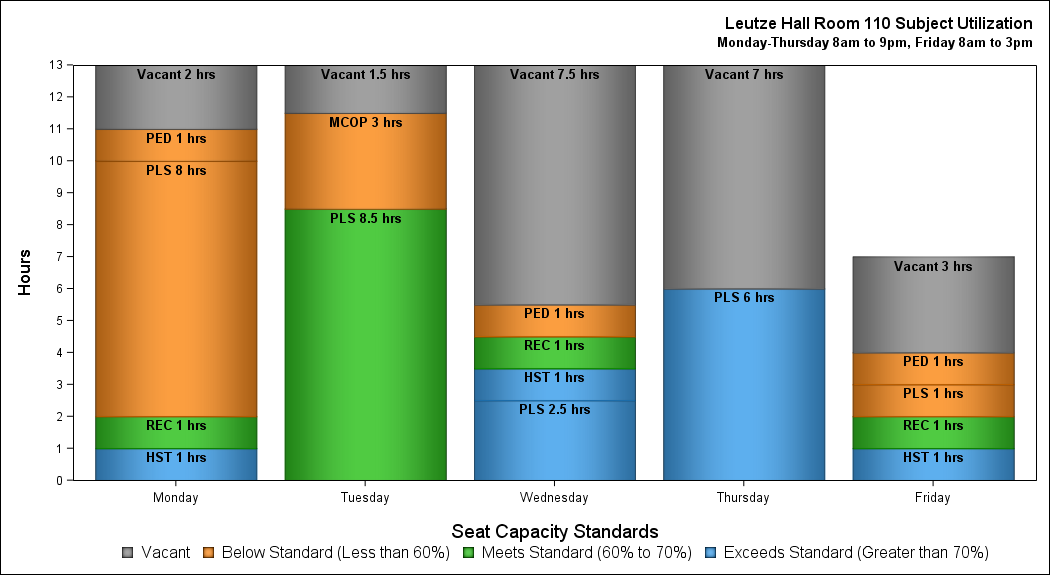 Leutze Hall Room 110 Subject Utilization
Monday-Thursday 8am to 9pm, Friday 8am to 3pm
Hours
13
12
11
10
9
8
7
6
5
4
3
2
1
0
Vacant 2 hrs
PED 1 hrs
PLS 8 hrs
REC 1 hrs
HST 1 hrs
Vacant 1.5 hrs
MCOP 3 hrs
PLS 8.5 hrs
Vacant 7.5 hrs
PED 1 hrs
REC 1 hrs
HST 1 hrs
PLS 2.5 hrs
Vacant 7 hrs
PLS 6 hrs
Vacant 3 hrs
PED 1 hrs
PLS 1 hrs
REC 1 hrs
HST 1 hrs
Monday Tuesday Wednesday Thursday Friday
Seat Capacity Standards
Vacant Below Standard (Less than 60%) Meets Standard (60% to 70%) Exceeds Standard (Greater than 70%)